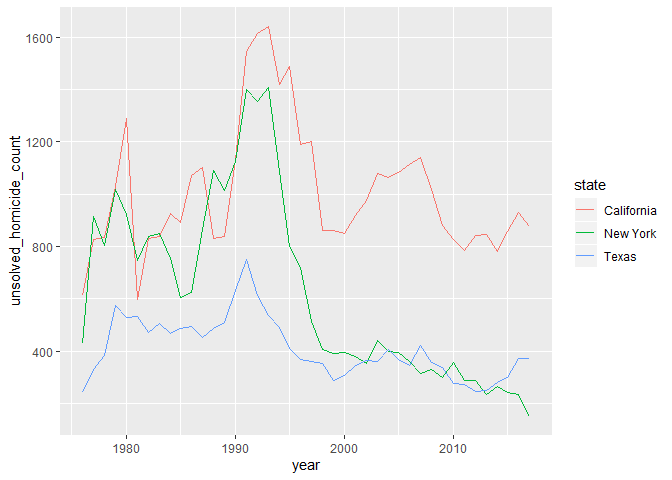 1600
1200
800
400
unsolved_homicide_count
1980
1990
2000
2010
year
state
California
New York
Texas